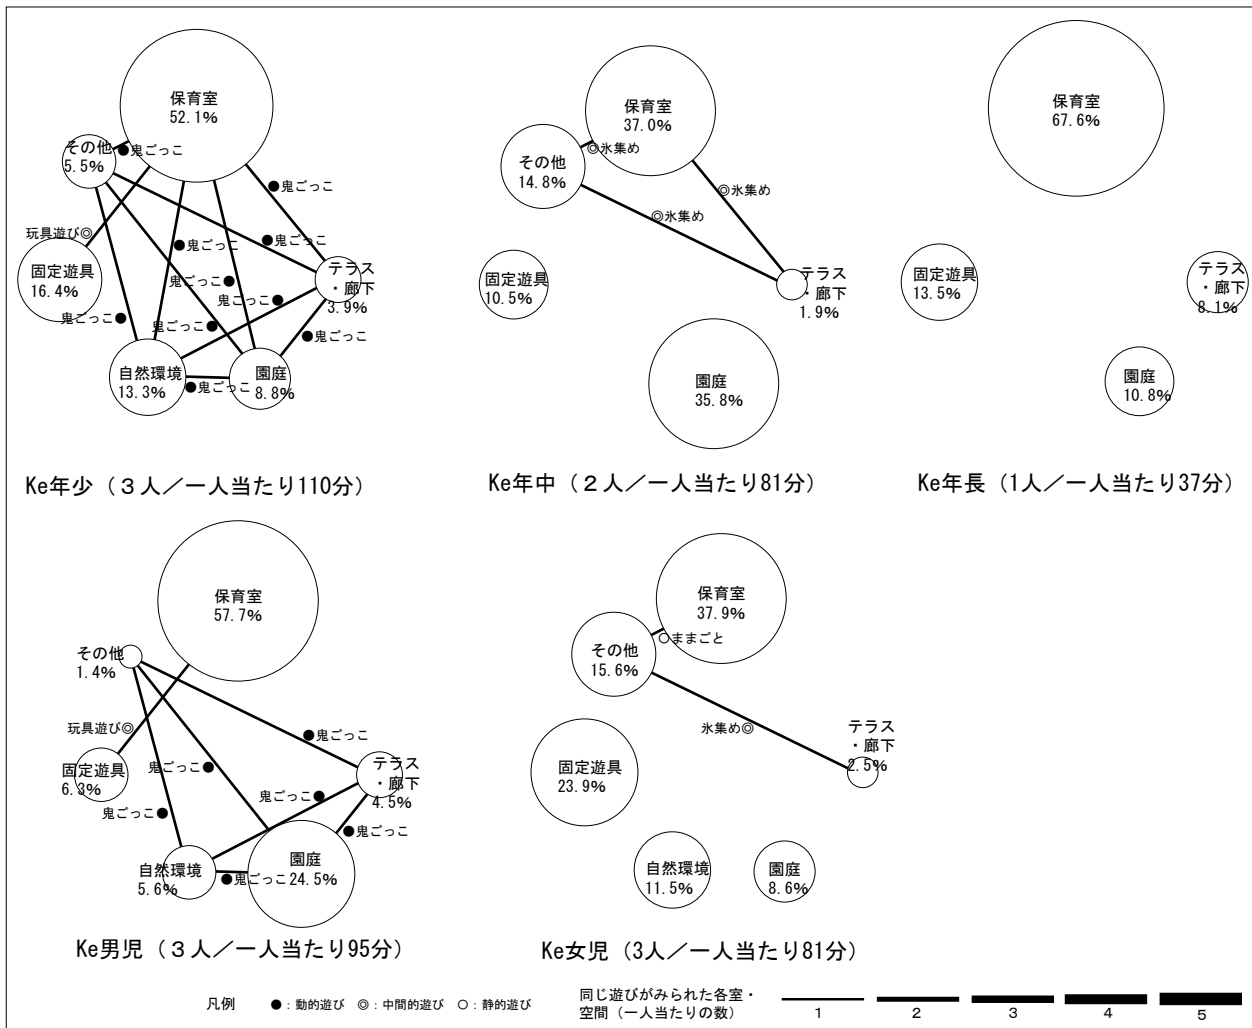 保育室
52.1%
その他
5.5%
●鬼ごっこ
●鬼ごっこ
玩具遊び◎
●鬼ごっこ
●鬼ごっこ
固定遊具
16.4%
鬼ごっこ●
鬼ごっこ●
テラス
・廊下
3.9%
鬼ごっこ●
鬼ごっこ●
●鬼ごっこ
自然環境
13.3%
●鬼ごっこ
園庭
8.8%
Ke年少（３人／一人当たり110分）
保育室
37.0%
◎氷集め
その他
14.8%
◎氷集め
◎氷集め
固定遊具
10.5%
テラス
・廊下
1.9%
園庭
35.8%
Ke年中（２人／一人当たり81分）
保育室
67.6%
固定遊具
13.5%
テラス
・廊下
8.1%
園庭
10.8%
Ke年長（1人／一人当たり37分）
保育室
57.7%
その他
1.4%
玩具遊び◎
●鬼ごっこ
固定遊具
6.3%
鬼ごっこ●
テラス
・廊下
4.5%
鬼ごっこ●
鬼ごっこ●
●鬼ごっこ
自然環境
5.6%
●鬼ごっこ
園庭
24.5%
Ke男児（３人／一人当たり95分）
保育室
37.9%
○ままごと
その他
15.6%
氷集め◎
テラス
・廊下
2.5%
固定遊具
23.9%
自然環境
11.5%
園庭
8.6%
Ke女児（3人／一人当たり81分）
凡例　●：動的遊び　◎：中間的遊び　○：静的遊び
同じ遊びがみられた各室・
空間（一人当たりの数）
1　2　3　4　5